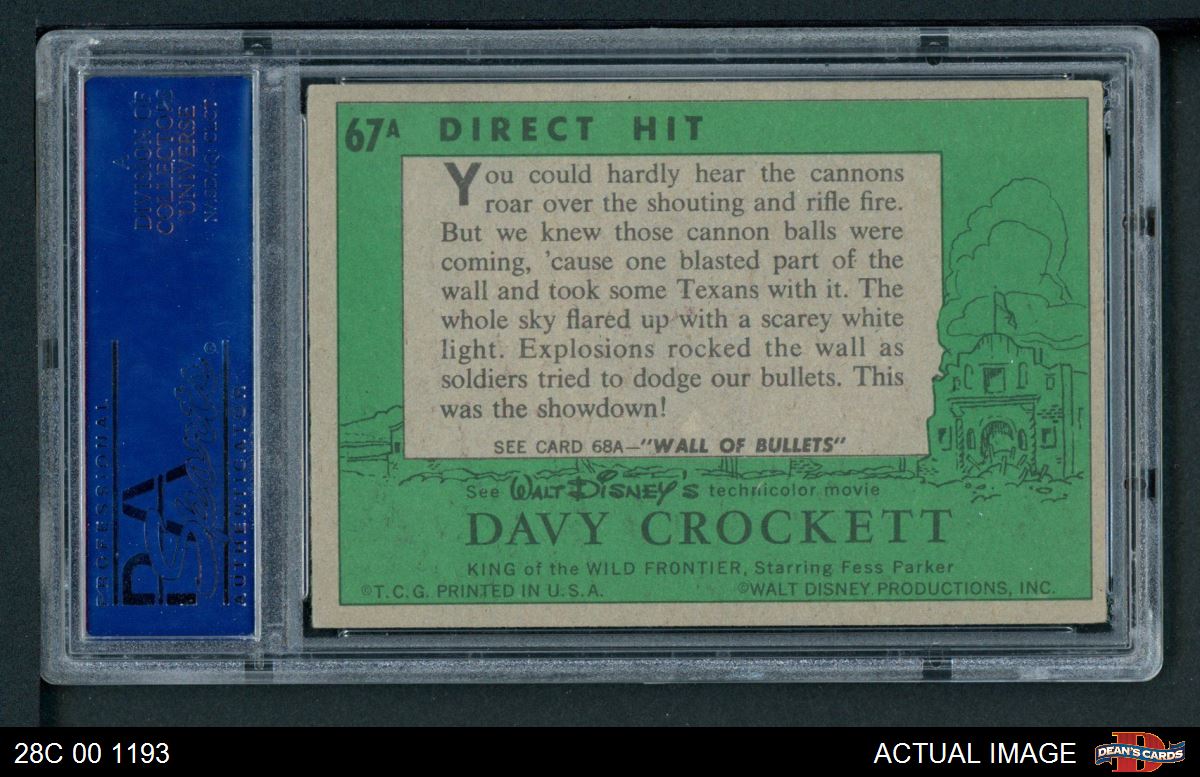 A
DIVISION OF
COLLECTORS
UNIVERSE
NASDAQ: CLCT
PROFESSIONAL
PSA
Sports
AUTHENTICATOR
67A DIRECT HIT
You could hardly hear the cannons
roar over the shouting and rifle fire.
But we knew those cannon balls were
coming, 'cause one blasted part of the
wall and took some Texans with it. The
whole sky flared up with a scarey white
light. Explosions rocked the wall as
soldiers tried to dodge our bullets. This
was the showdown!
SEE CARD 68A—"WALL OF BULLETS"
See WALT DISNEY'S technicolor movie
DAVY CROCKETT
KING of the WILD FRONTIER, Starring Fess Parker
©T.C.G. PRINTED IN U.S.A. ©WALT DISNEY PRODUCTIONS, INC.
28C 00 1193
ACTUAL IMAGE
DEAN'S CARDS